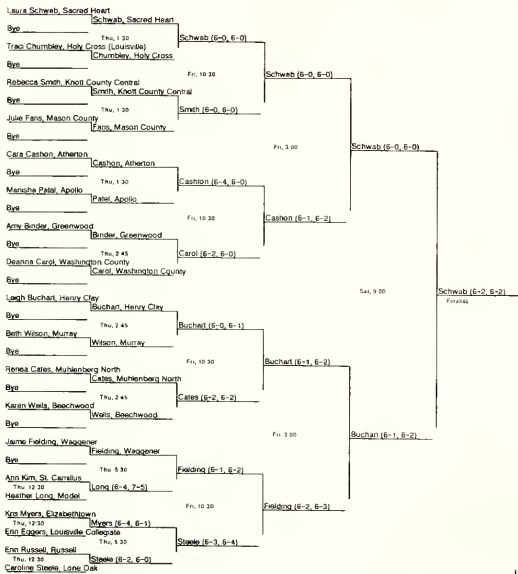 Laura Schwab, Sacred Heart
Schwab, Sacred Heart
Bye
Thu, 1:30
Schwab (6-0, 6-0)
Traci Chumbley, Holy Cross (Louisville)
Chumbley, Holy Cross
Bye
Fri, 10:30
Schwab (6-0, 6-0)
Rebecca Smith, Knott County Central
Smith, Knott County Central
Bye
Thu, 1:30
Smith (6-0, 6-0)
Julie Fans, Mason County
Fans, Mason County
Bye
Fri, 3:00
Schwab (6-0, 6-0)
Cara Cashon, Atherton
Cashon, Atherton
Bye
Thu, 1:30
Cashion (6-4, 6-0)
Manisha Patel, Apollo
Patel, Apollo
Bye
Fri, 10:30
Cashon (6-1, 6-2)
Amy Binder, Greenwood
Binder, Greenwood
Bye
Thu, 2:45
Carol (6-2, 6-0)
Deanna Carol, Washington County
Carol, Washington County
Bye
Sat, 9:00
Schwab (6-2, 6-2)
Finalist
Leigh Buchart, Henry Clay
Buchart, Henry Clay
Bye
Thu, 2:45
Buchart (6-0, 6-1)
Beth Wilson, Murray
Wilson, Murray
Bye
Fri, 10:30
Buchart (6-1, 6-2)
Renea Cates, Muhlenberg North
Cates, Muhlenberg North
Bye
Thu, 2:45
Cates (6-2, 6-2)
Karen Wells, Beechwood
Wells, Beechwood
Bye
Fri, 3:00
Buchart (6-1, 6-2)
Jaime Fielding, Waggener
Fielding, Waggener
Bye
Thu, 5:30
Fielding (6-1, 6-2)
Ann Kim, St. Camillus
Thu, 12:30
Long (6-4, 7-5)
Heather Long, Model
Fri, 10:30
Fielding (6-2, 6-3)
Kris Myers, Elizabethtown
Thu, 12:30
Myers (6-4, 6-1)
Erin Eggers, Louisville Collegiate
Thu, 5:30
Steele (6-3, 6-4)
Erin Russell, Russell
Thu, 12:30
Steele (6-2, 6-0)
Caroline Steele, Lone Oak